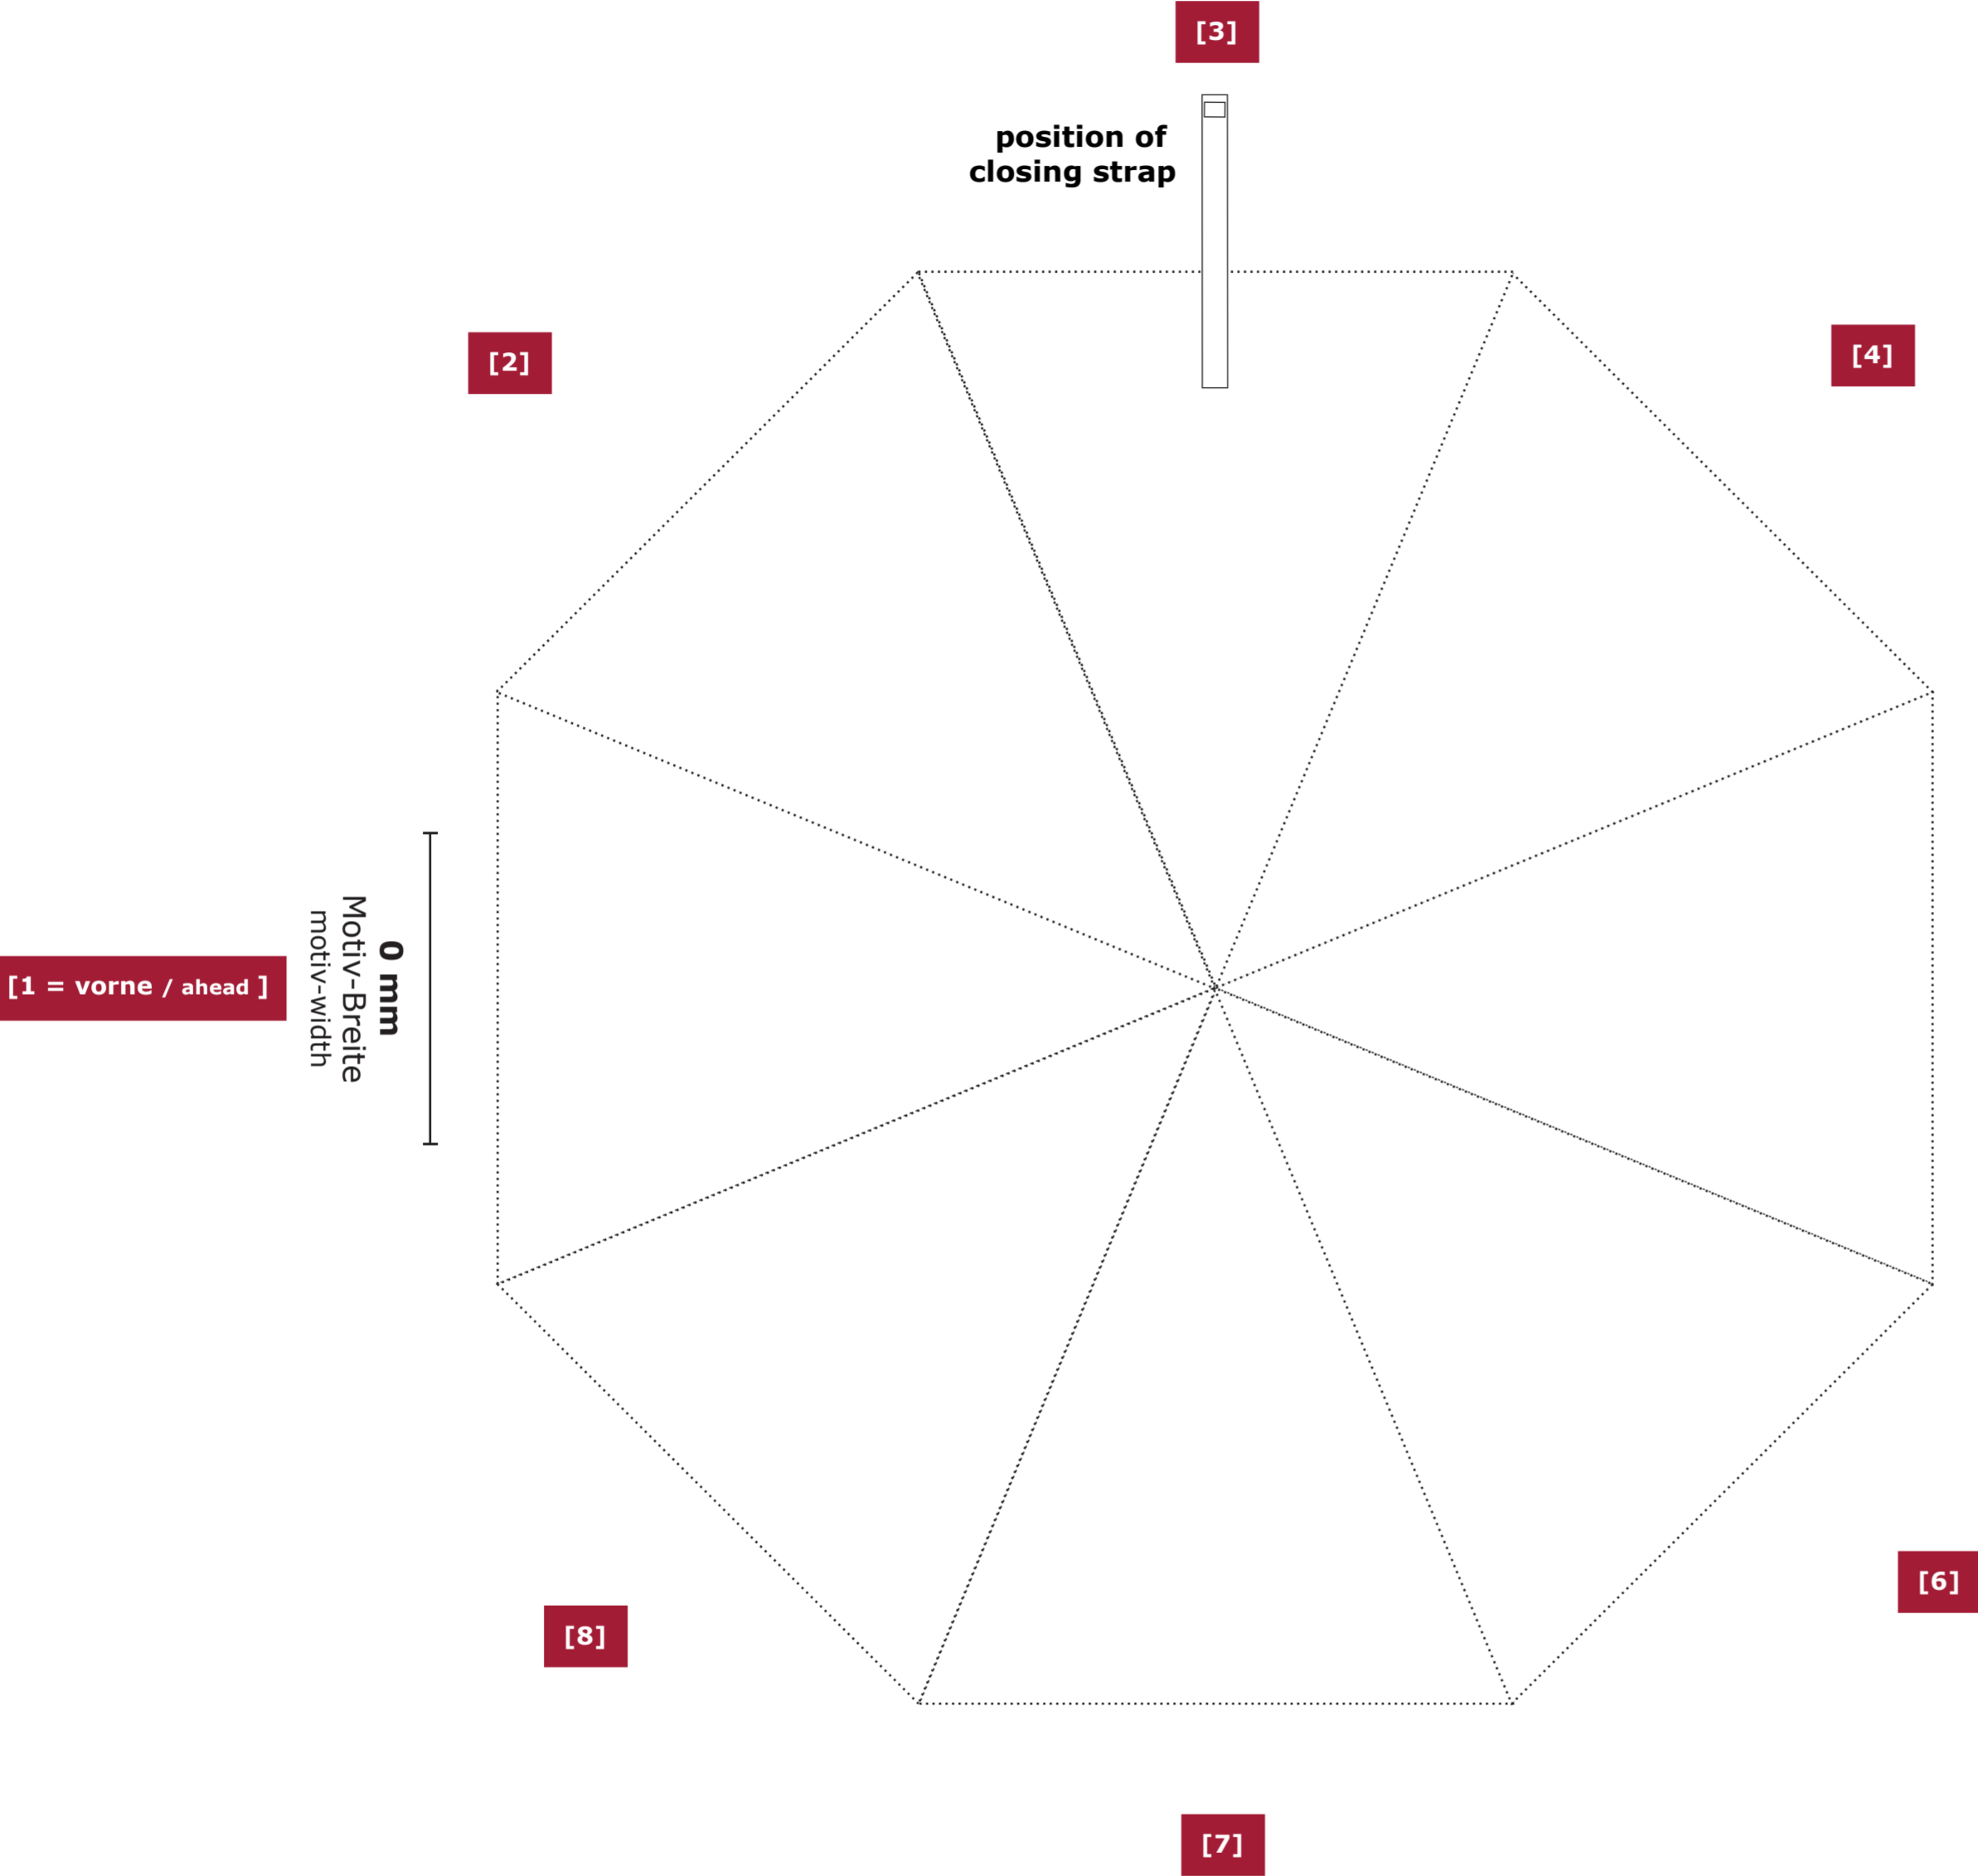 [3]
position of
closing strap
[2]
[4]
0 mm
Motiv-Breite
motiv-width
[1 = vorne / ahead ]
[6]
[8]
[7]